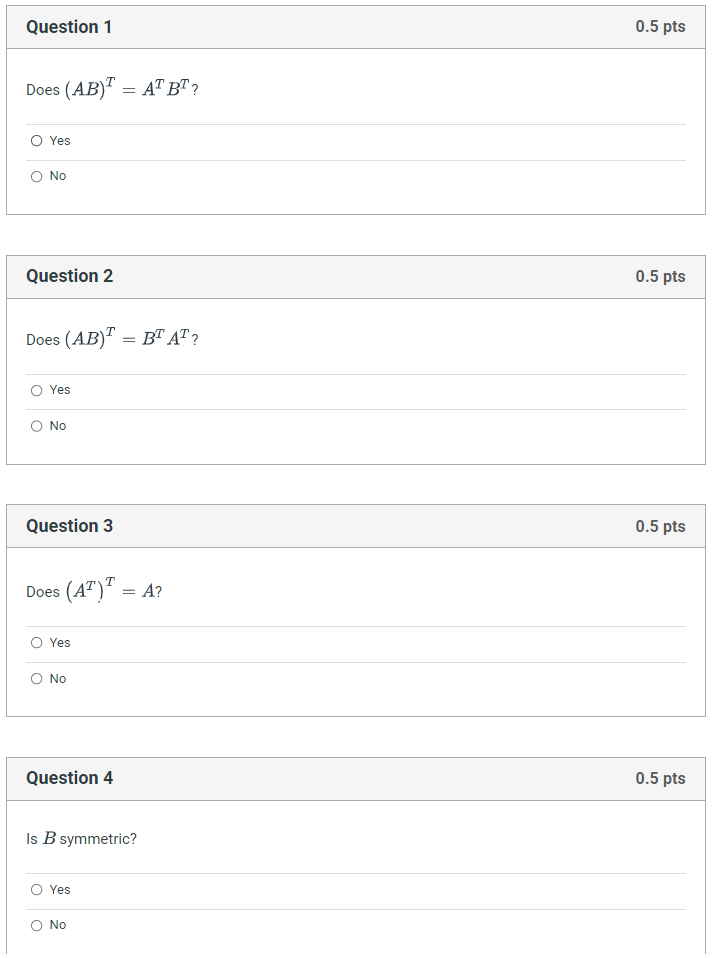 Question 1 0.5 pts
Does (AB)^T = A^T B^T?
Yes
No
Question 2 0.5 pts
Does (AB)^T = B^T A^T?
Yes
No
Question 3 0.5 pts
Does (A^T)^T = A?
Yes
No
Question 4 0.5 pts
Is B symmetric?
Yes
No